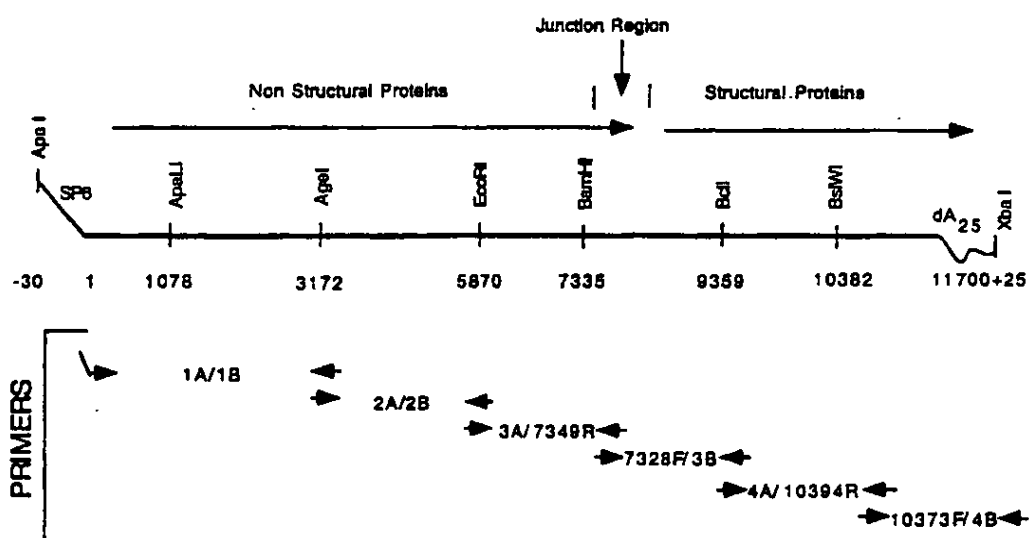 Junction Region
Non Structural Proteins
Structural Proteins
Apa I
SP6
ApaLI
AgeI
EcoRI
BamHI
BclI
BsiWI
dA25
Xba I
-30 1 1078 3172 5870 7335 9359 10382 11700+25
PRIMERS
1A/1B
2A/2B
3A/7349R
7328F/3B
4A/10394R
10373F/4B